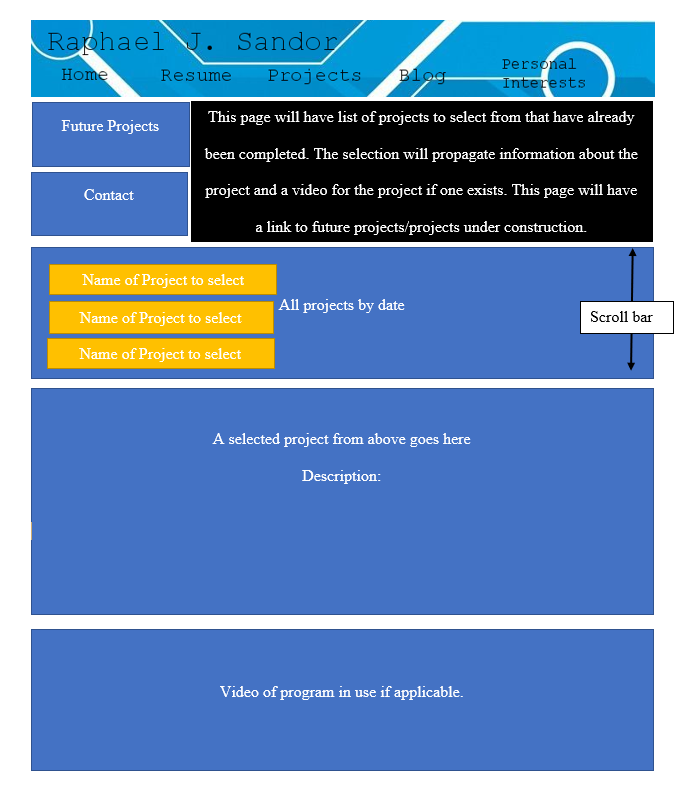 Raphael J. Sandor
Home Resume Projects Blog Personal Interests
Future Projects
Contact
This page will have list of projects to select from that have already
been completed. The selection will propagate information about the
project and a video for the project if one exists. This page will have
a link to future projects/projects under construction.
Name of Project to select
All projects by date
Name of Project to select
Name of Project to select
Scroll bar
A selected project from above goes here
Description:
Video of program in use if applicable.